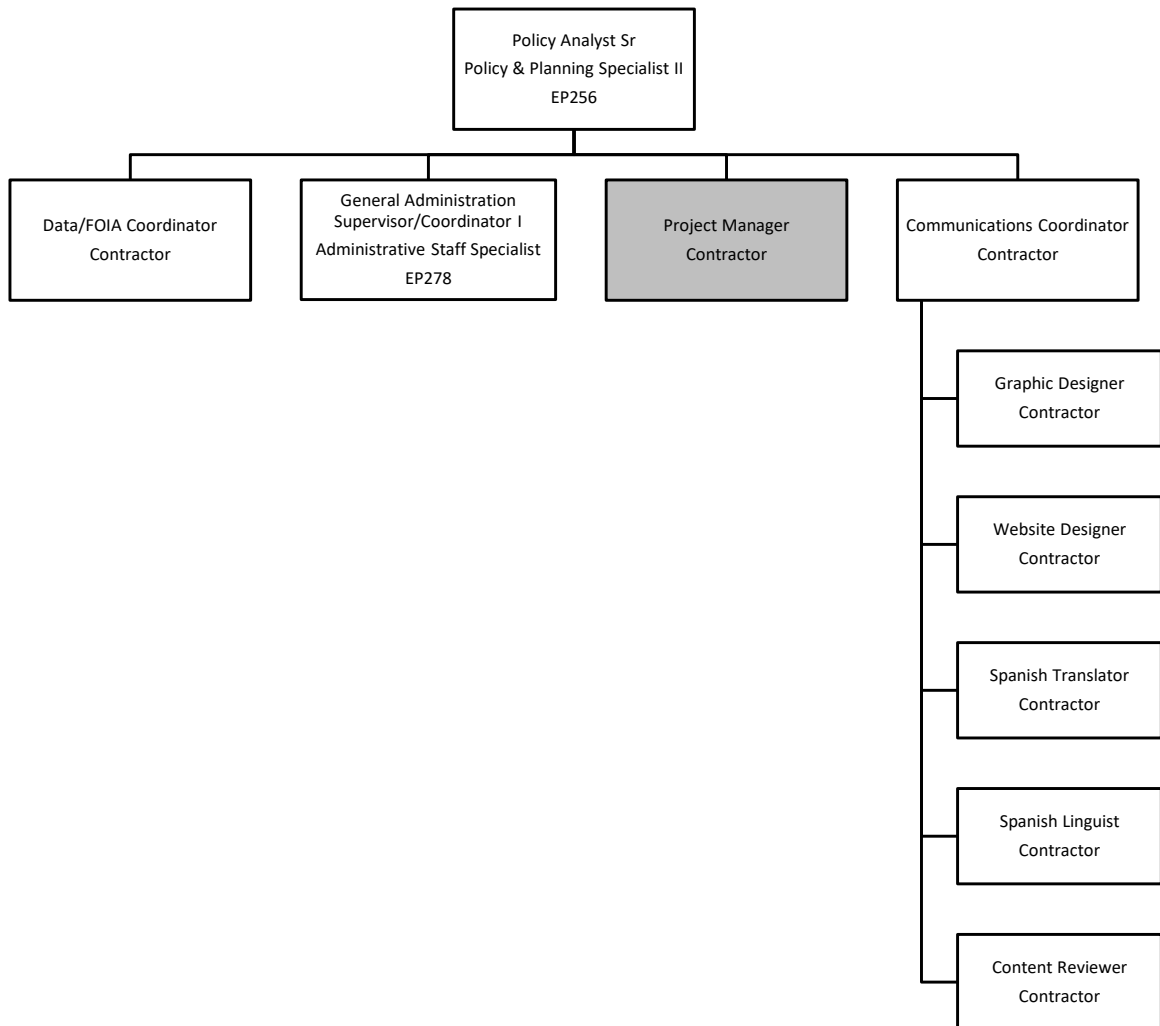 Policy Analyst Sr
Policy & Planning Specialist II
EP256
Data/FOIA Coordinator
Contractor
General Administration
Supervisor/Coordinator I
Administrative Staff Specialist
EP278
Project Manager
Contractor
Communications Coordinator
Contractor
Graphic Designer
Contractor
Website Designer
Contractor
Spanish Translator
Contractor
Spanish Linguist
Contractor
Content Reviewer
Contractor